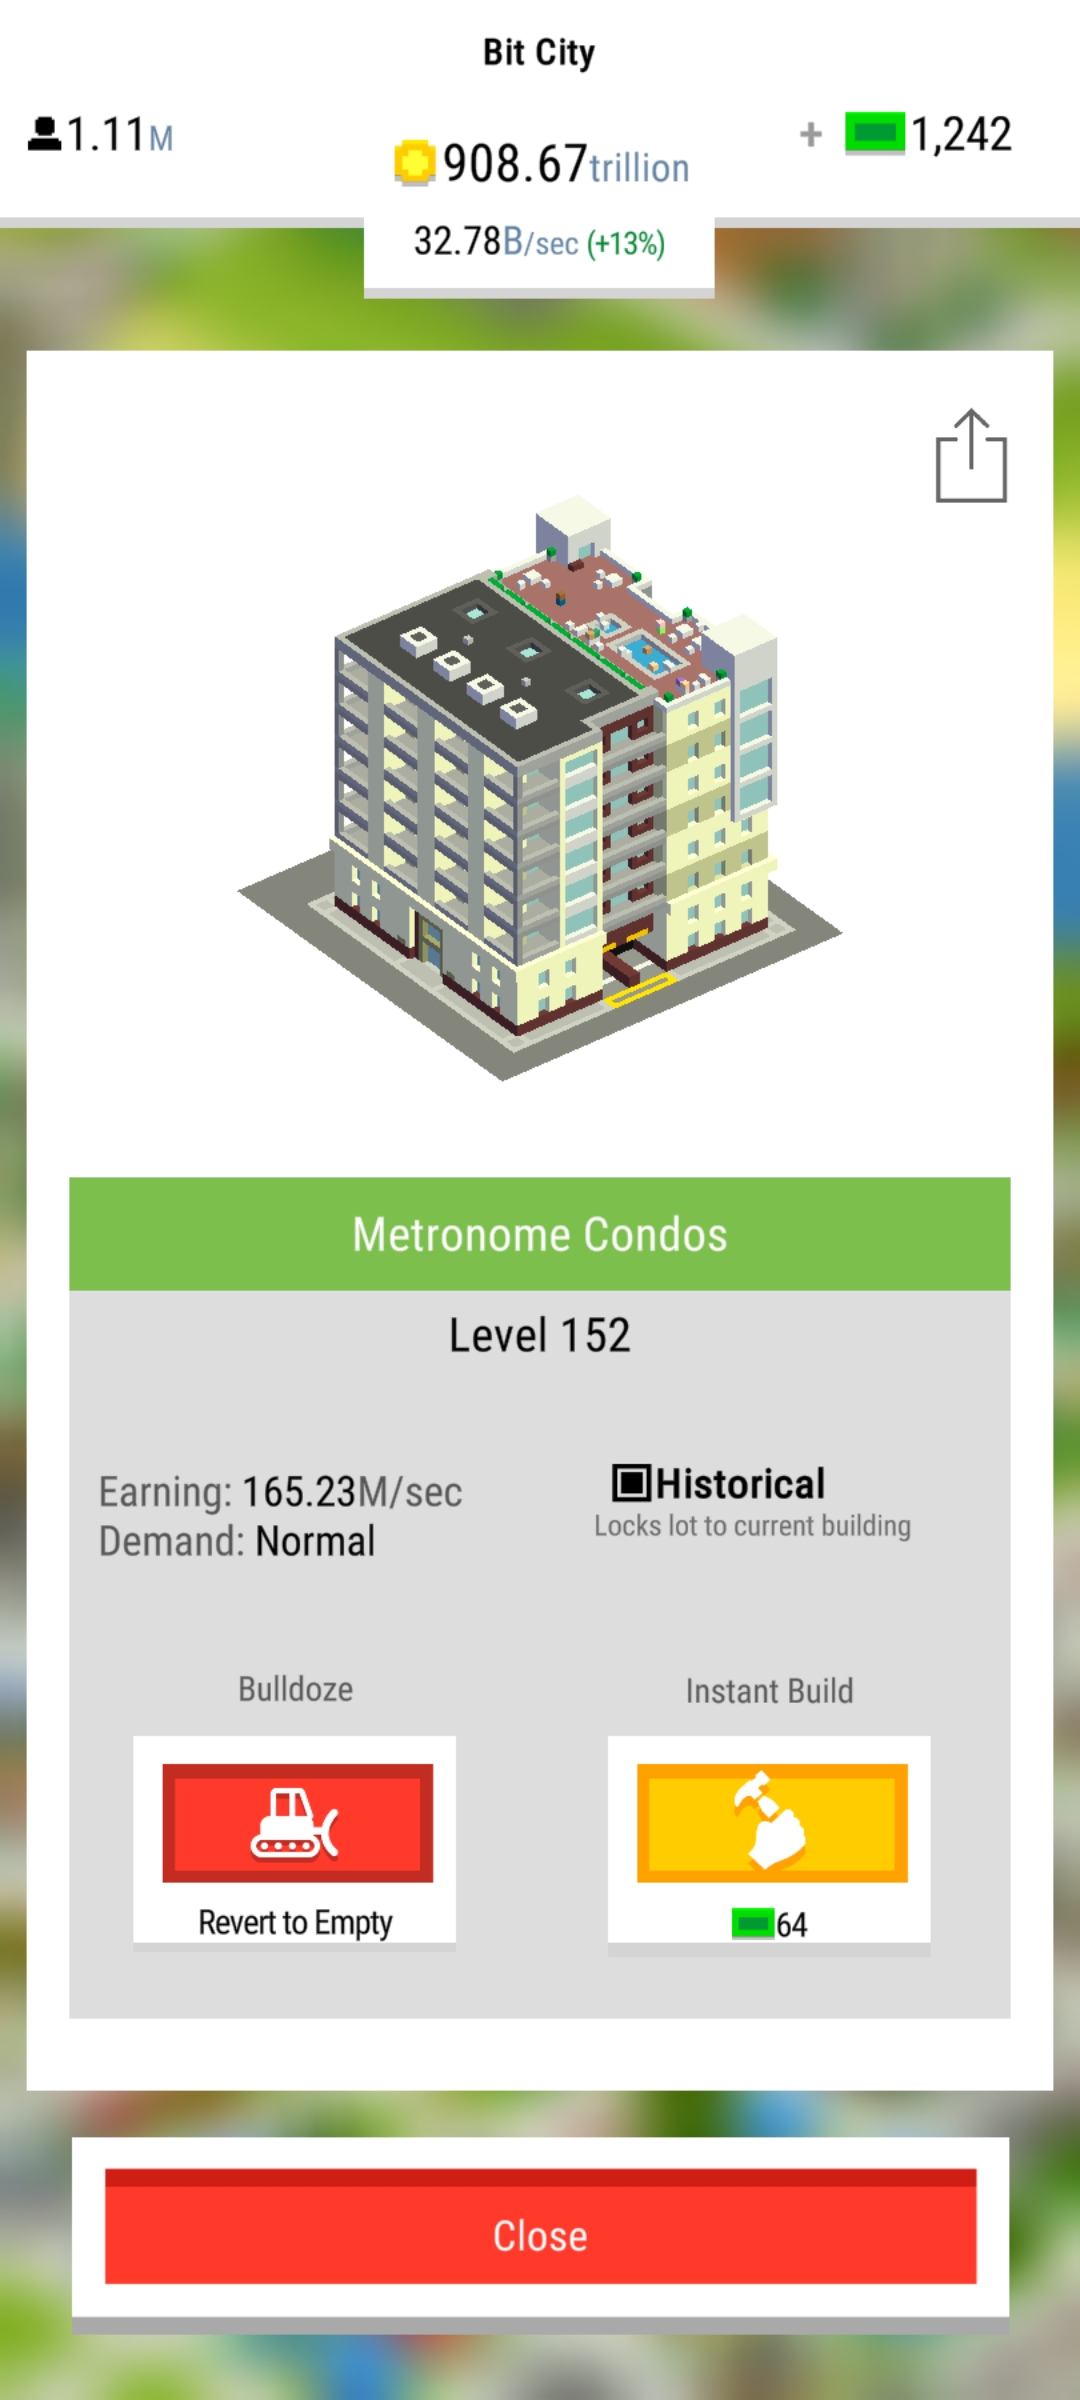 Bit City
1.11M
908.67trillion
+ 1,242
32.78B/sec (+13%)
Metronome Condos
Level 152
Earning: 165.23M/sec
Demand: Normal
Historical
Locks lot to current building
Bulldoze
Revert to Empty
Instant Build
64
Close